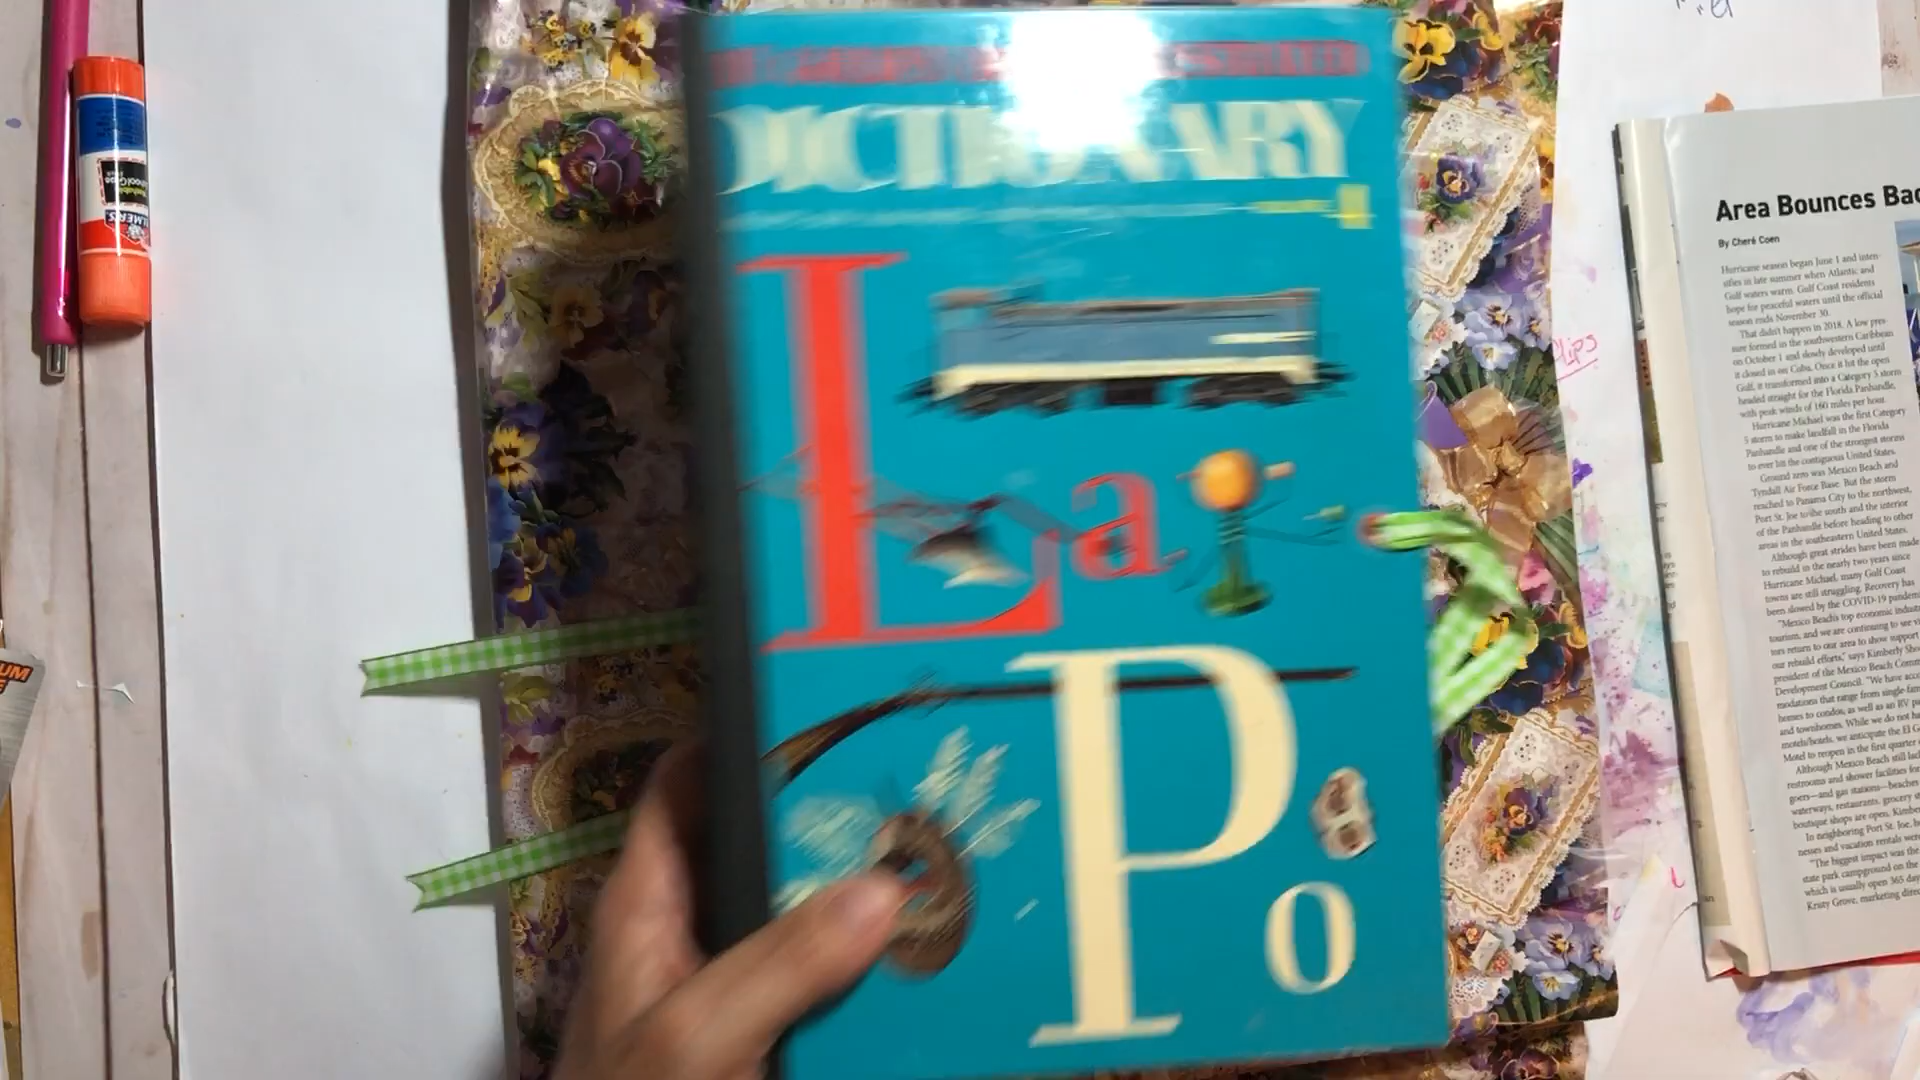 DICTIONARY
4
La
Po
Clips
ELMER'S
Area Bounces Bac
By Cheré Coen
Hurricane season began June 1 and inten-
sifies in late summer when Atlantic and
Gulf waters warm. Gulf Coast residents
hope for peaceful waters until the official
season ends November 30.
That didn't happen in 2018. A low pres-
sure formed in the southwestern Caribbean
on October 1 and slowly developed until
it closed in on Cuba. Once it hit the open
Gulf, it transformed into a Category 5 storm
headed straight for the Florida Panhandle,
with peak winds of 160 miles per hour.
Hurricane Michael was the first Category
5 storm to make landfall in the Florida
Panhandle and one of the strongest storms
to ever hit the contiguous United States.
Ground zero was Mexico Beach and
Tyndall Air Force Base. But the storm
reached to Panama City to the northwest,
Port St. Joe to the south and the interior
of the Panhandle before heading to other
areas in the southeastern United States.
Although great strides have been made
to rebuild in the nearly two years since
Hurricane Michael, many Gulf Coast
towns are still struggling. Recovery has
been slowed by the COVID-19 pandem
"Mexico Beach's top economic indust
tourism, and we are continuing to see vi
tors return to our area to show support
our rebuild efforts," says Kimberly Sho
president of the Mexico Beach Comm
Development Council. "We have acco
modations that range from single-fam
homes to condos, as well as an RV pa
and townhomes. While we do not ha
motels/hotels, we anticipate the El G
Motel to reopen in the first quarter
Although Mexico Beach still lac
restrooms and shower facilities for
goers—and gas stations—beaches
waterways, restaurants, grocery st
boutique shops are open, Kimber
In neighboring Port St. Joe, b
nesses and vacation rentals were
"The biggest impact was the
state park campground on the
which is usually open 365 day
Kristy Grove, marketing direc